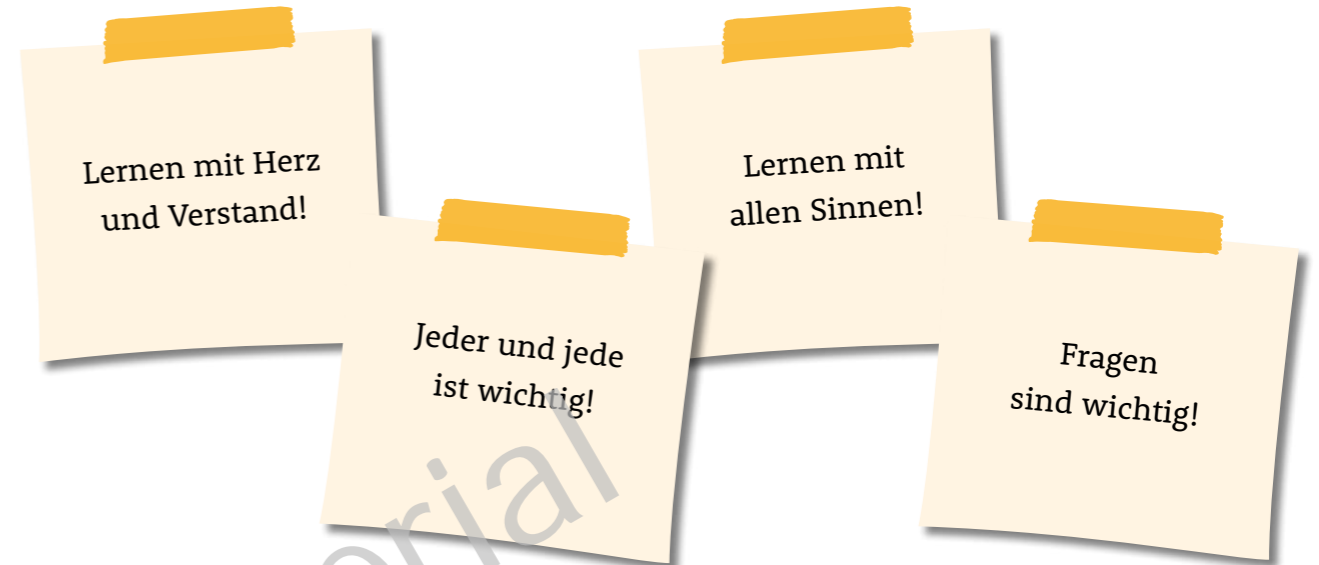 Lernen mit Herz
und Verstand!
Jeder und jede
ist wichtig!
Lernen mit
allen Sinnen!
Fragen
sind wichtig!